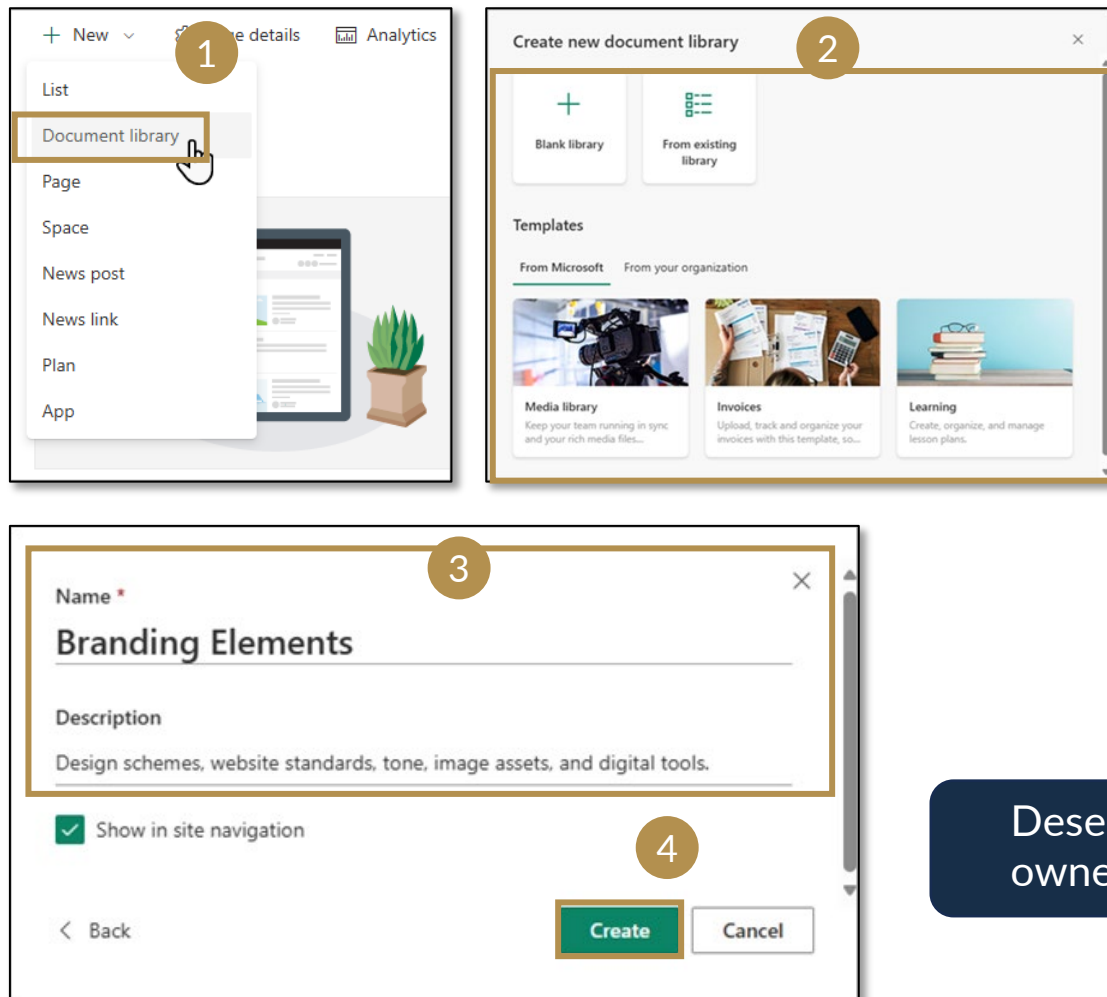 New
details
Analytics
1
List
Document library
Page
Space
News post
News link
Plan
App
Create new document library
2
Blank library
From existing
library
Templates
From Microsoft
From your organization
Media library
Keep your team running in sync
and your rich media files...
Invoices
Upload, track and organize your
invoices with this template, so...
Learning
Create, organize, and manage
lesson plans.
3
Name *
Branding Elements
Description
Design schemes, website standards, tone, image assets, and digital tools.
Show in site navigation
4
Back
Create
Cancel